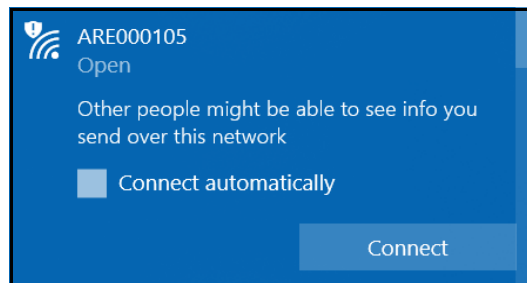 ARE000105
Open
Other people might be able to see info you
send over this network
Connect automatically
Connect